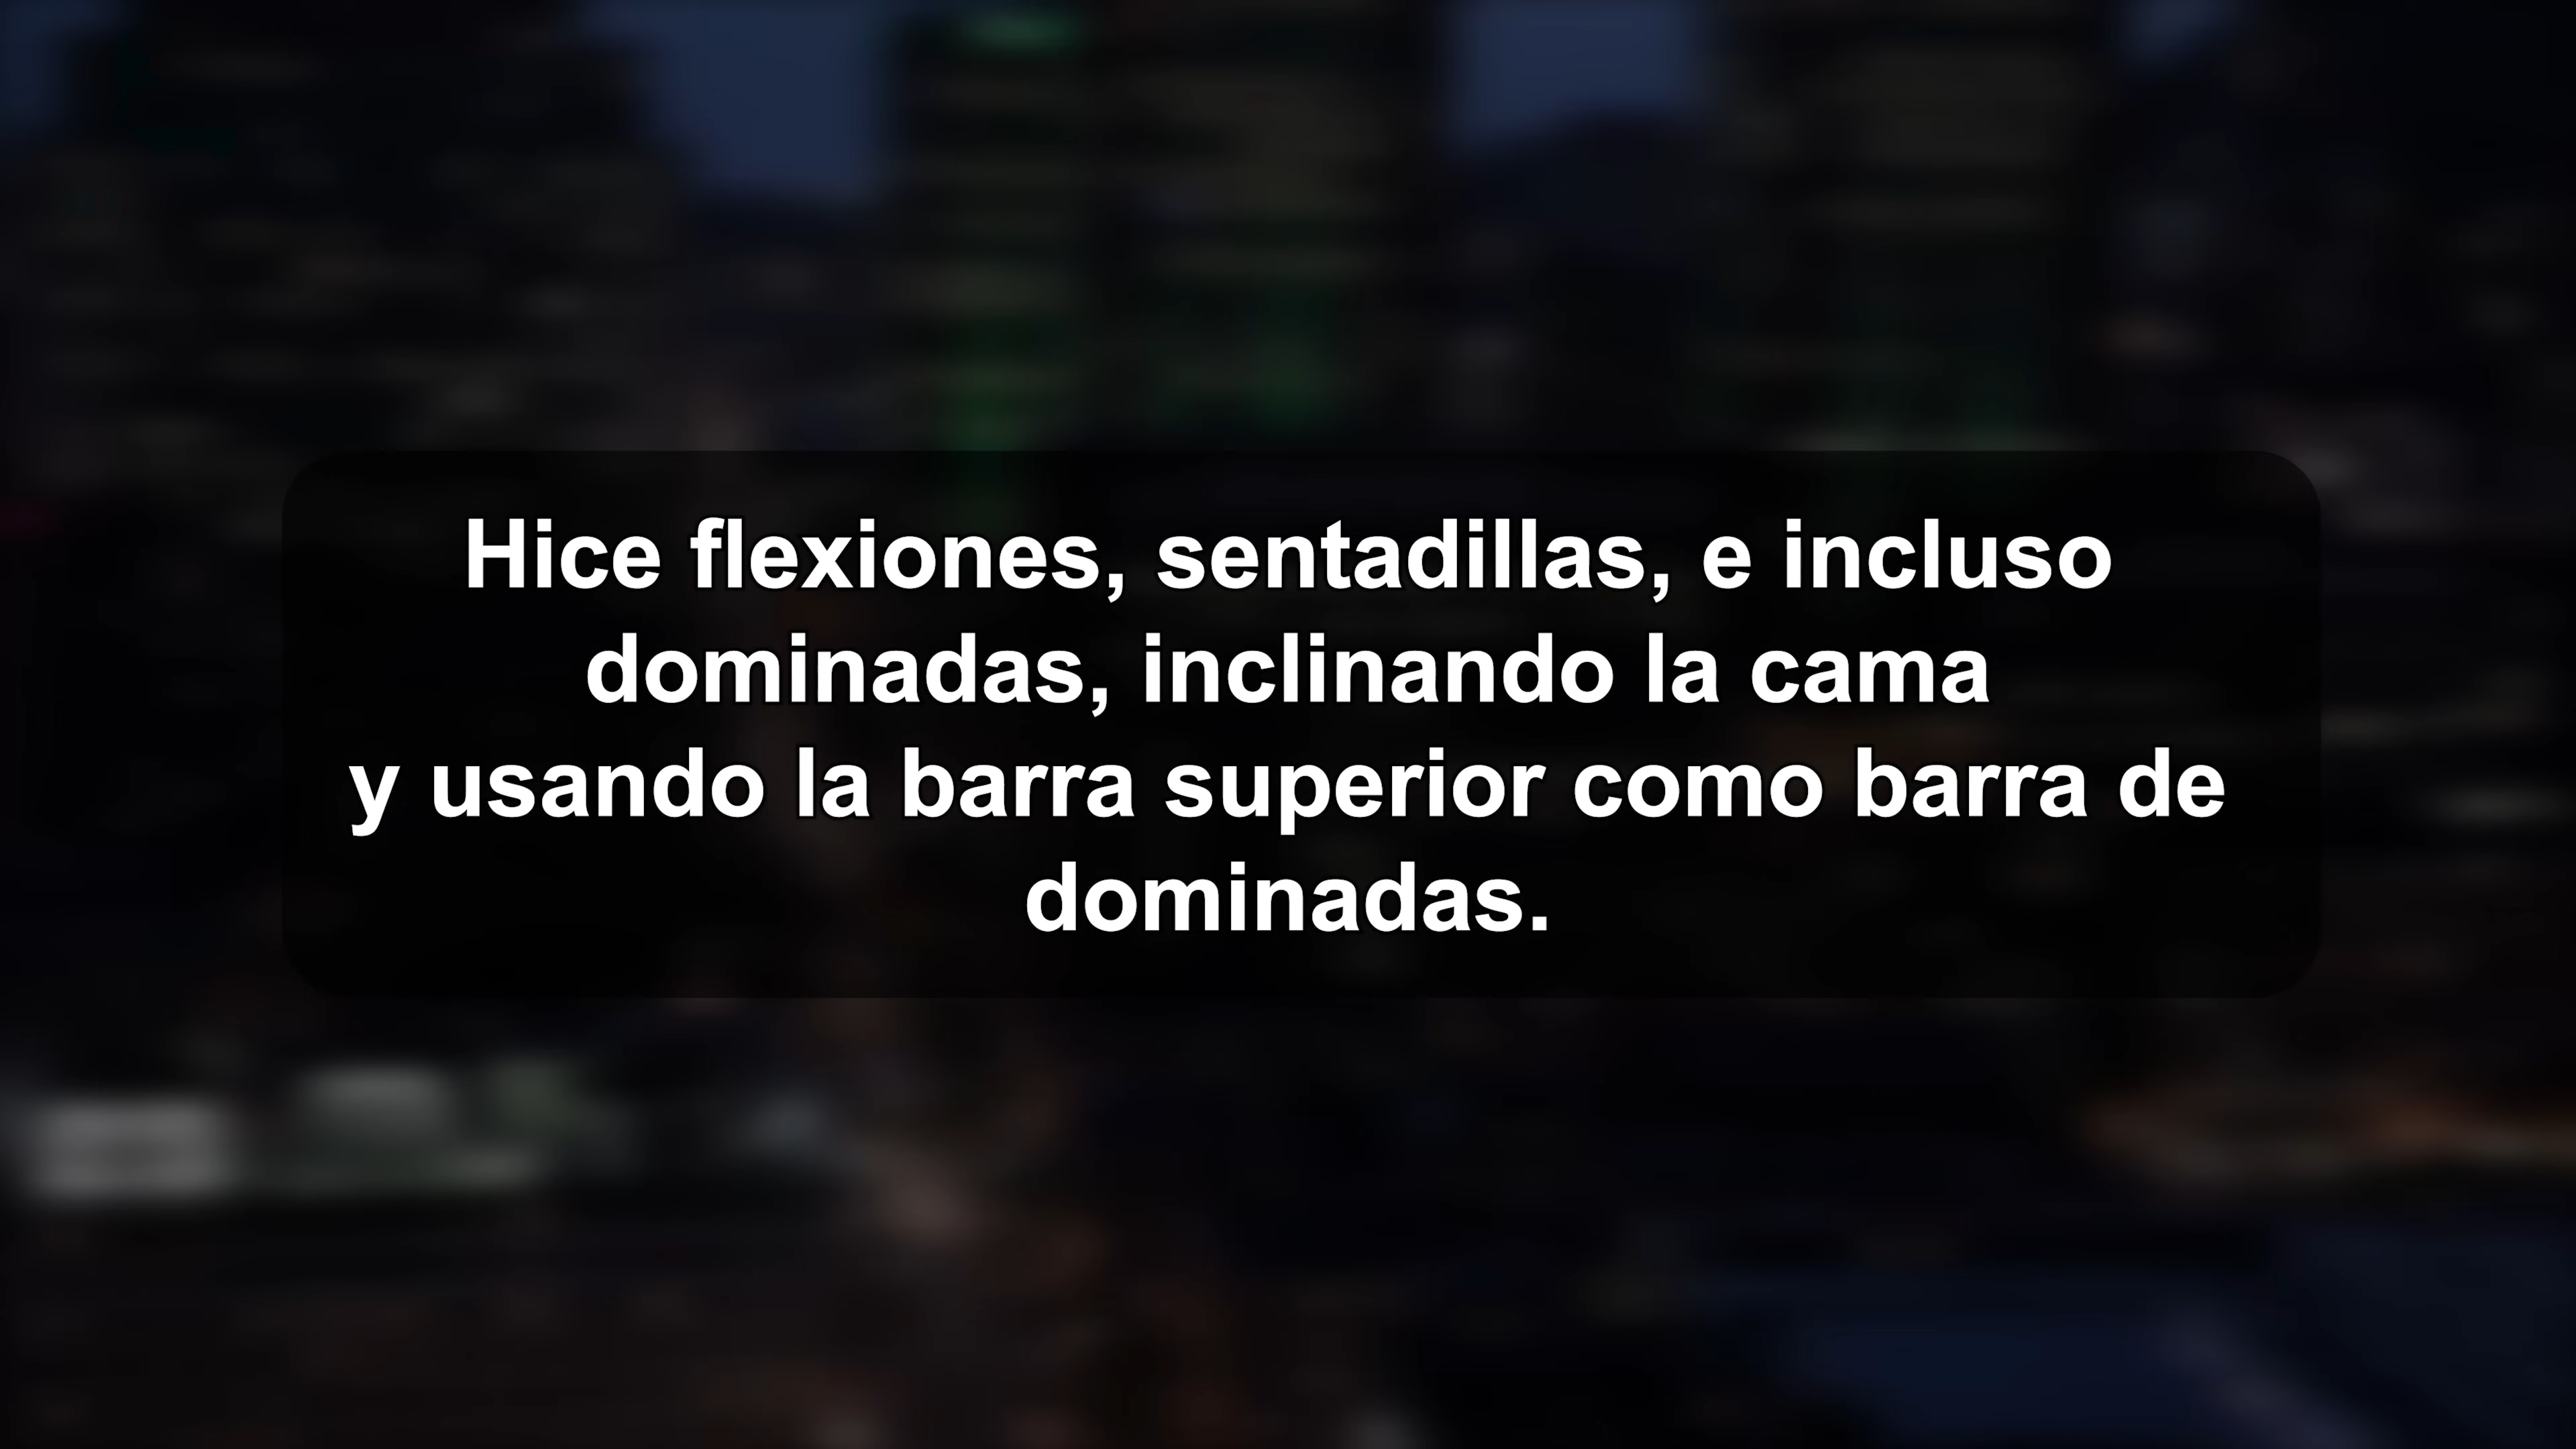 Hice flexiones, sentadillas, e incluso
dominadas, inclinando la cama
y usando la barra superior como barra de
dominadas.